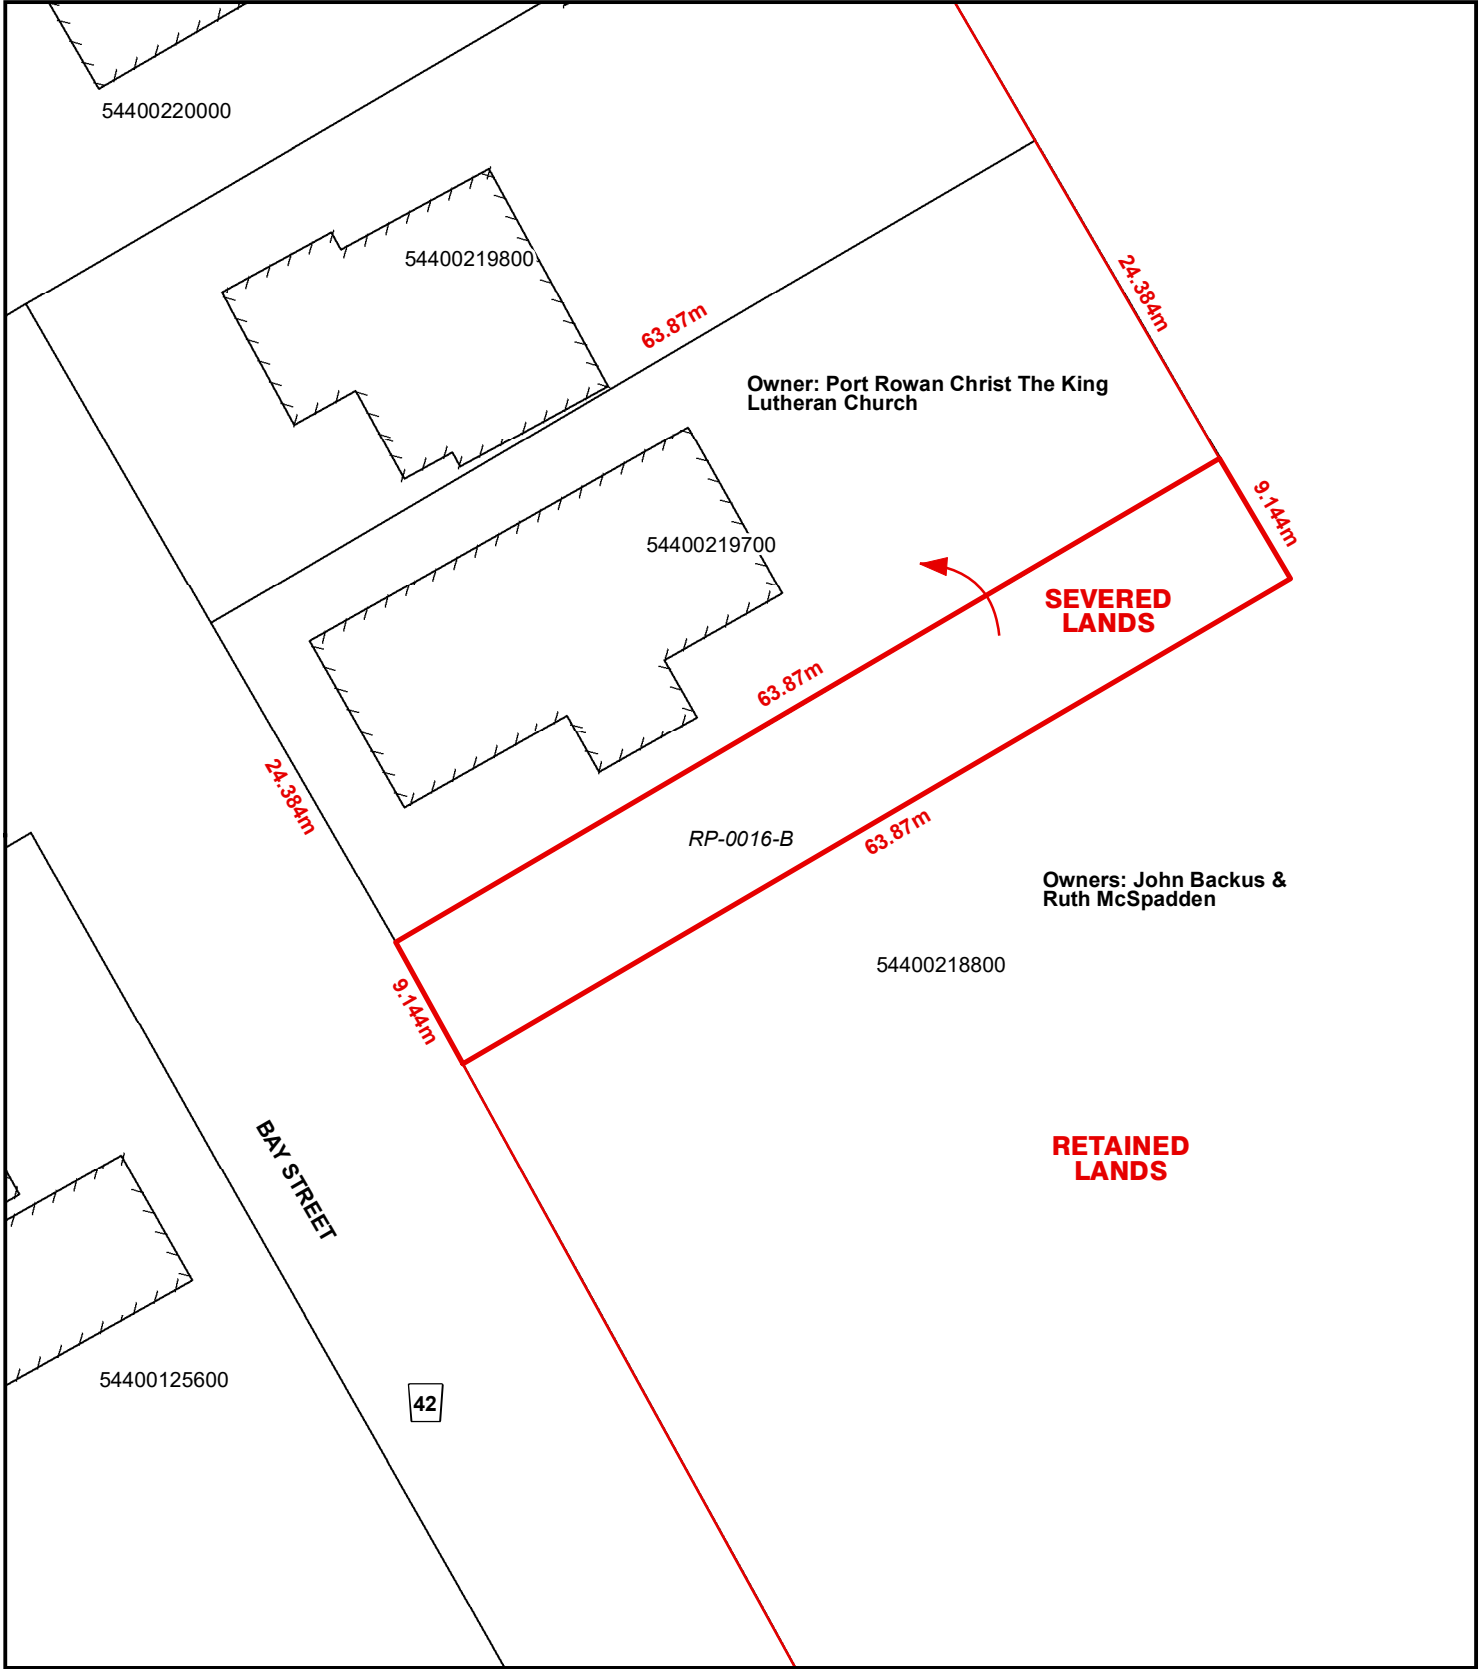 54400220000
54400219800
24.384m
63.87m
Owner: Port Rowan Christ The King
Lutheran Church
9.144m
54400219700
SEVERED
LANDS
63.87m
24.384m
63.87m
RP-0016-B
Owners: John Backus &
Ruth McSpadden
54400218800
9.144m
BAY STREET
RETAINED
LANDS
54400125600
42